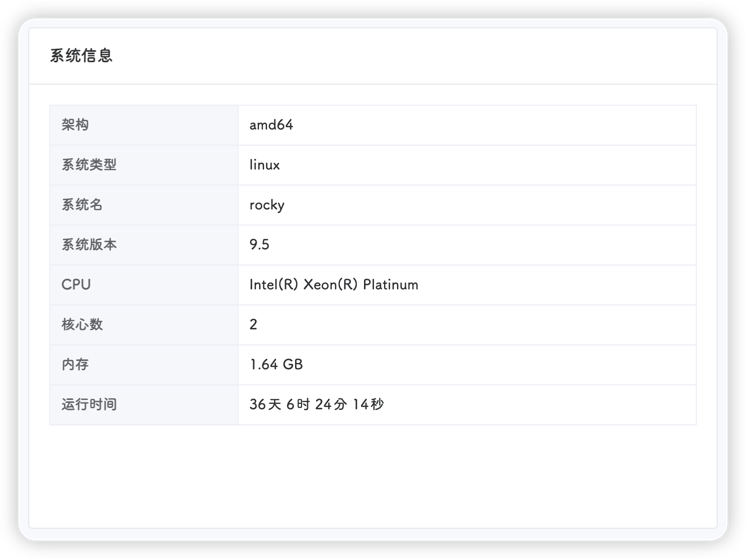 系统信息
架构 amd64
系统类型 linux
系统名 rocky
系统版本 9.5
CPU Intel(R) Xeon(R) Platinum
核心数 2
内存 1.64 GB
运行时间 36天 6时 24分 14秒